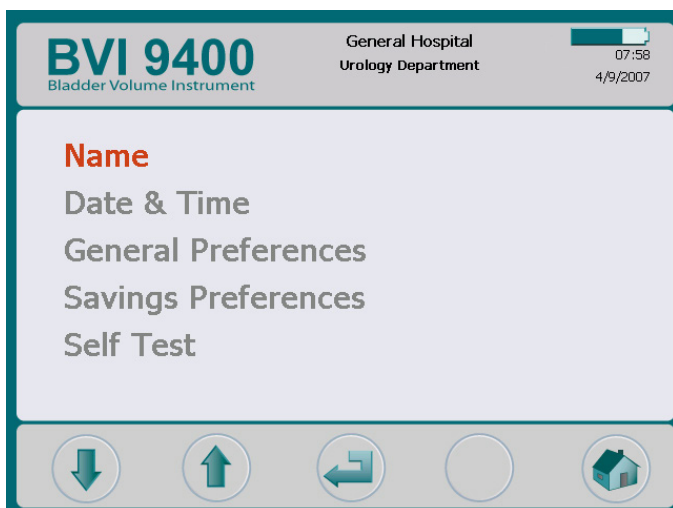 BVI 9400
Bladder Volume Instrument
General Hospital
Urology Department
07:58
4/9/2007
Name
Date & Time
General Preferences
Savings Preferences
Self Test